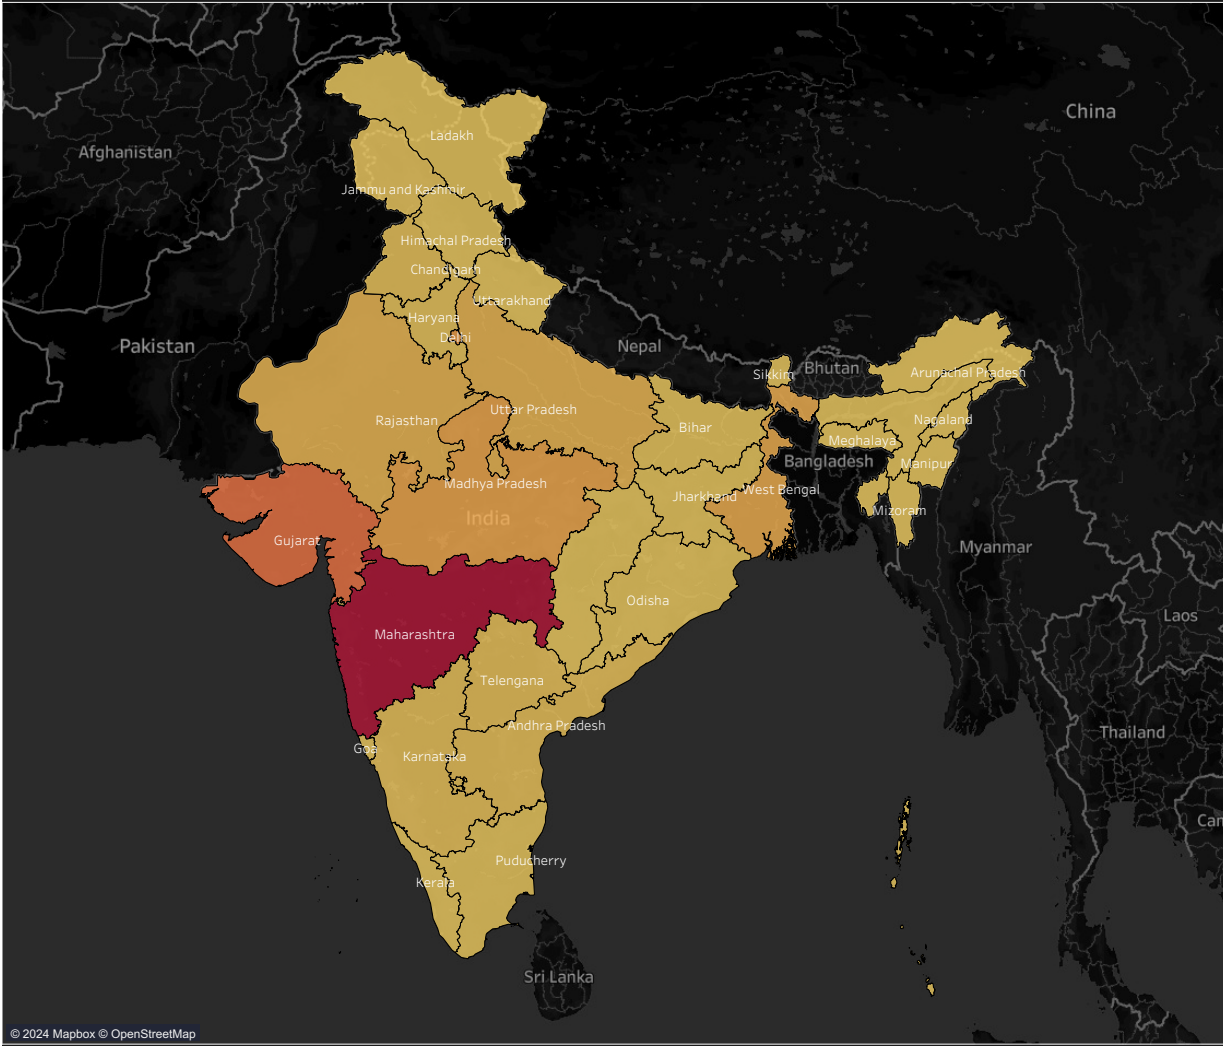 China
Ladakh
Afghanistan
Jammu and Kashmir
Himachal Pradesh
Chandigarh
Uttarakhand
Haryana
Delhi
Pakistan
Nepal
Bhutan
Sikkim
Arunachal Pradesh
Uttar Pradesh
Rajasthan
Nagaland
Bihar
Meghalaya
Bangladesh
Manipur
Madhya Pradesh
West Bengal
Jharkhand
Mizoram
India
Gujarat
Myanmar
Odisha
Laos
Maharashtra
Telengana
Andhra Pradesh
Thailand
Goa
Karnataka
Puducherry
Kerala
Sri Lanka
© 2024 Mapbox © OpenStreetMap